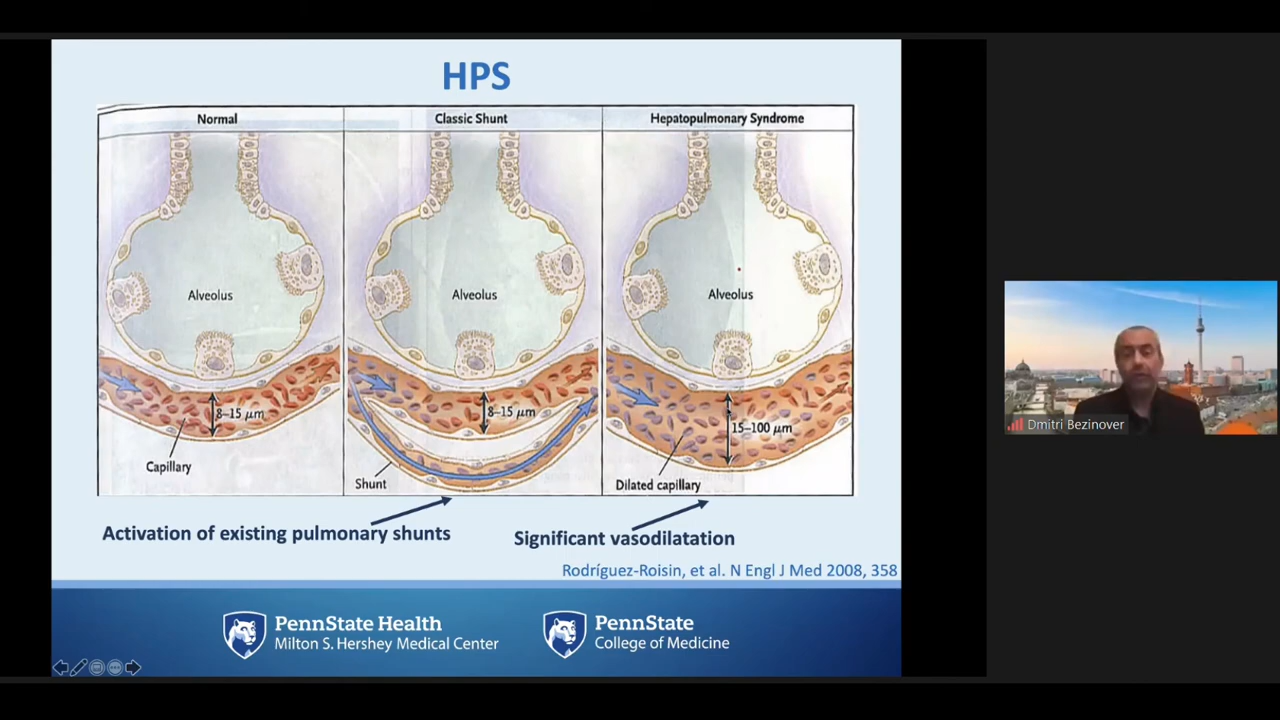 HPS
Normal
Classic Shunt
Hepatopulmonary Syndrome
Alveolus
Alveolus
Alveolus
8–15 μm
8–15 μm
15–100 μm
Capillary
Shunt
Dilated capillary
Activation of existing pulmonary shunts
Significant vasodilatation
Rodríguez-Roisin, et al. N Engl J Med 2008, 358
PennState Health
Milton S. Hershey Medical Center
PennState
College of Medicine
Dmitri Bezinover